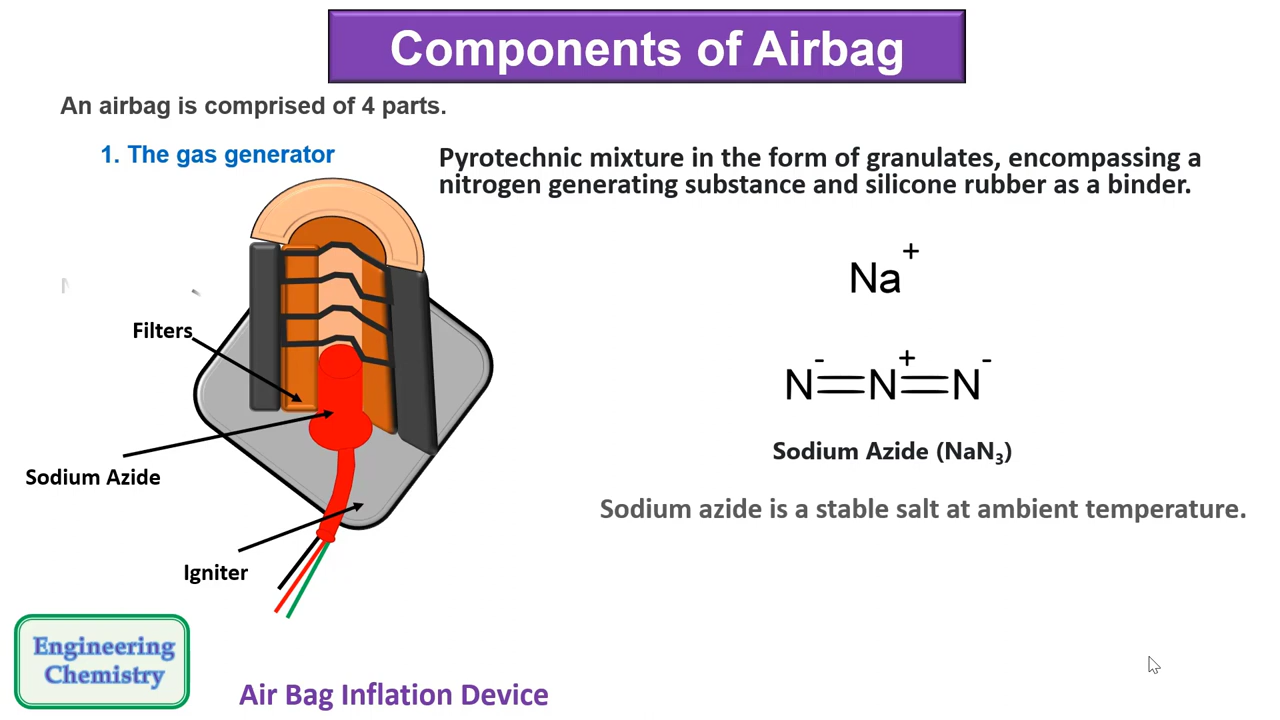 Components of Airbag
An airbag is comprised of 4 parts.
1. The gas generator
Pyrotechnic mixture in the form of granulates, encompassing a
nitrogen generating substance and silicone rubber as a binder.
Na+
Filters
N-=N+=N-
Sodium Azide (NaN₃)
Sodium Azide
Sodium azide is a stable salt at ambient temperature.
Igniter
Engineering
Chemistry
Air Bag Inflation Device